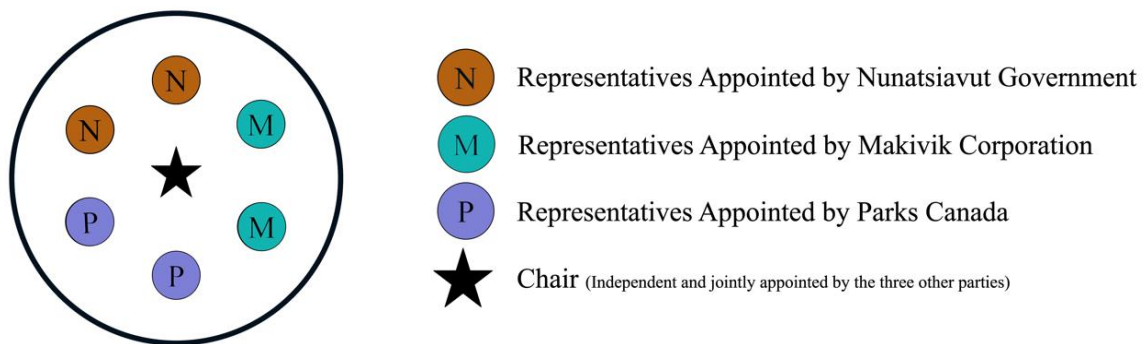 N
N
M
P
M
P
N Representatives Appointed by Nunatsiavut Government
M Representatives Appointed by Makivik Corporation
P Representatives Appointed by Parks Canada
Chair (Independent and jointly appointed by the three other parties)